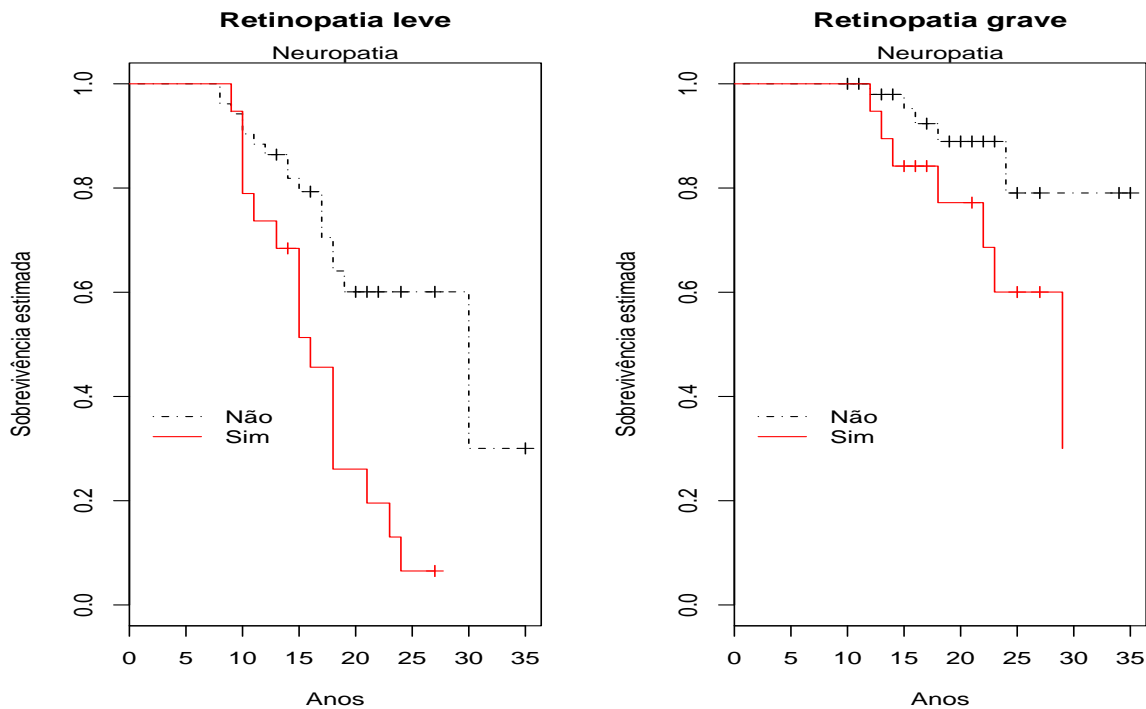 Retinopatia leve
Neuropatia
Sobrevivência estimada
1.0
0.8
0.6
0.4
0.2
0.0
Não
Sim
0 5 10 15 20 25 30 35
Anos
Retinopatia grave
Neuropatia
Sobrevivência estimada
1.0
0.8
0.6
0.4
0.2
0.0
Não
Sim
0 5 10 15 20 25 30 35
Anos